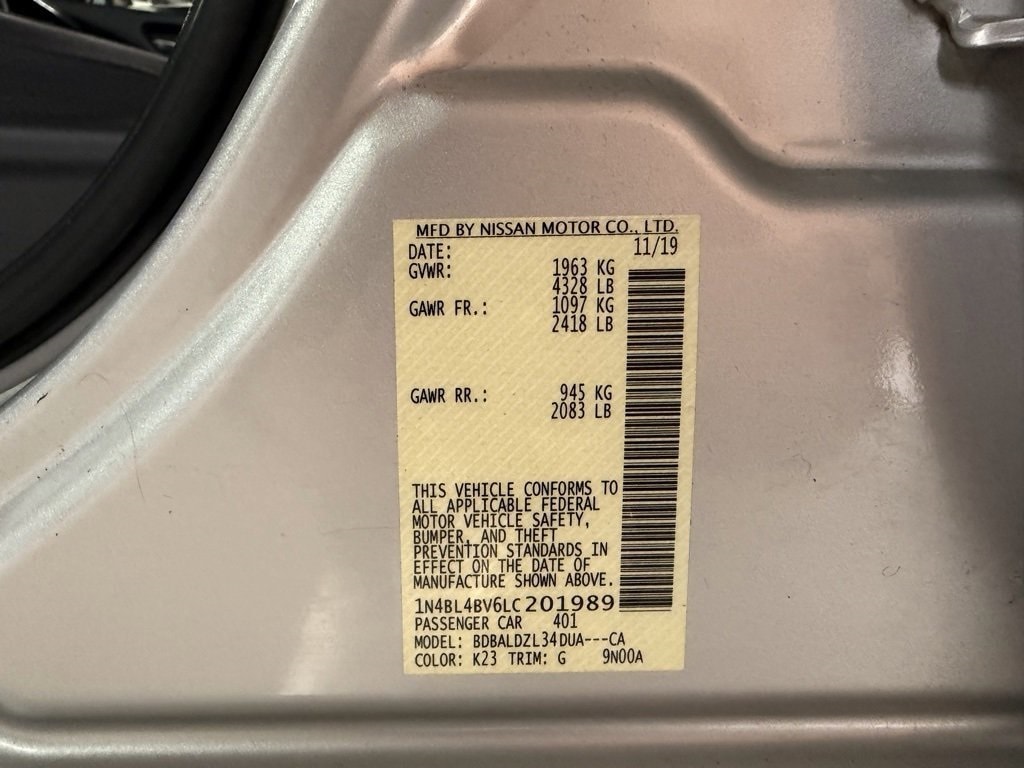 MFD BY NISSAN MOTOR CO., LTD.
DATE: 11/19
GVWR: 1963 KG
4328 LB
GAWR FR.: 1097 KG
2418 LB
GAWR RR.: 945 KG
2083 LB
THIS VEHICLE CONFORMS TO
ALL APPLICABLE FEDERAL
MOTOR VEHICLE SAFETY,
BUMPER, AND THEFT
PREVENTION STANDARDS IN
EFFECT ON THE DATE OF
MANUFACTURE SHOWN ABOVE.
1N4BL4BV6LC201989
PASSENGER CAR 401
MODEL: BDBALDZL34DUA---CA
COLOR: K23 TRIM: G 9N00A